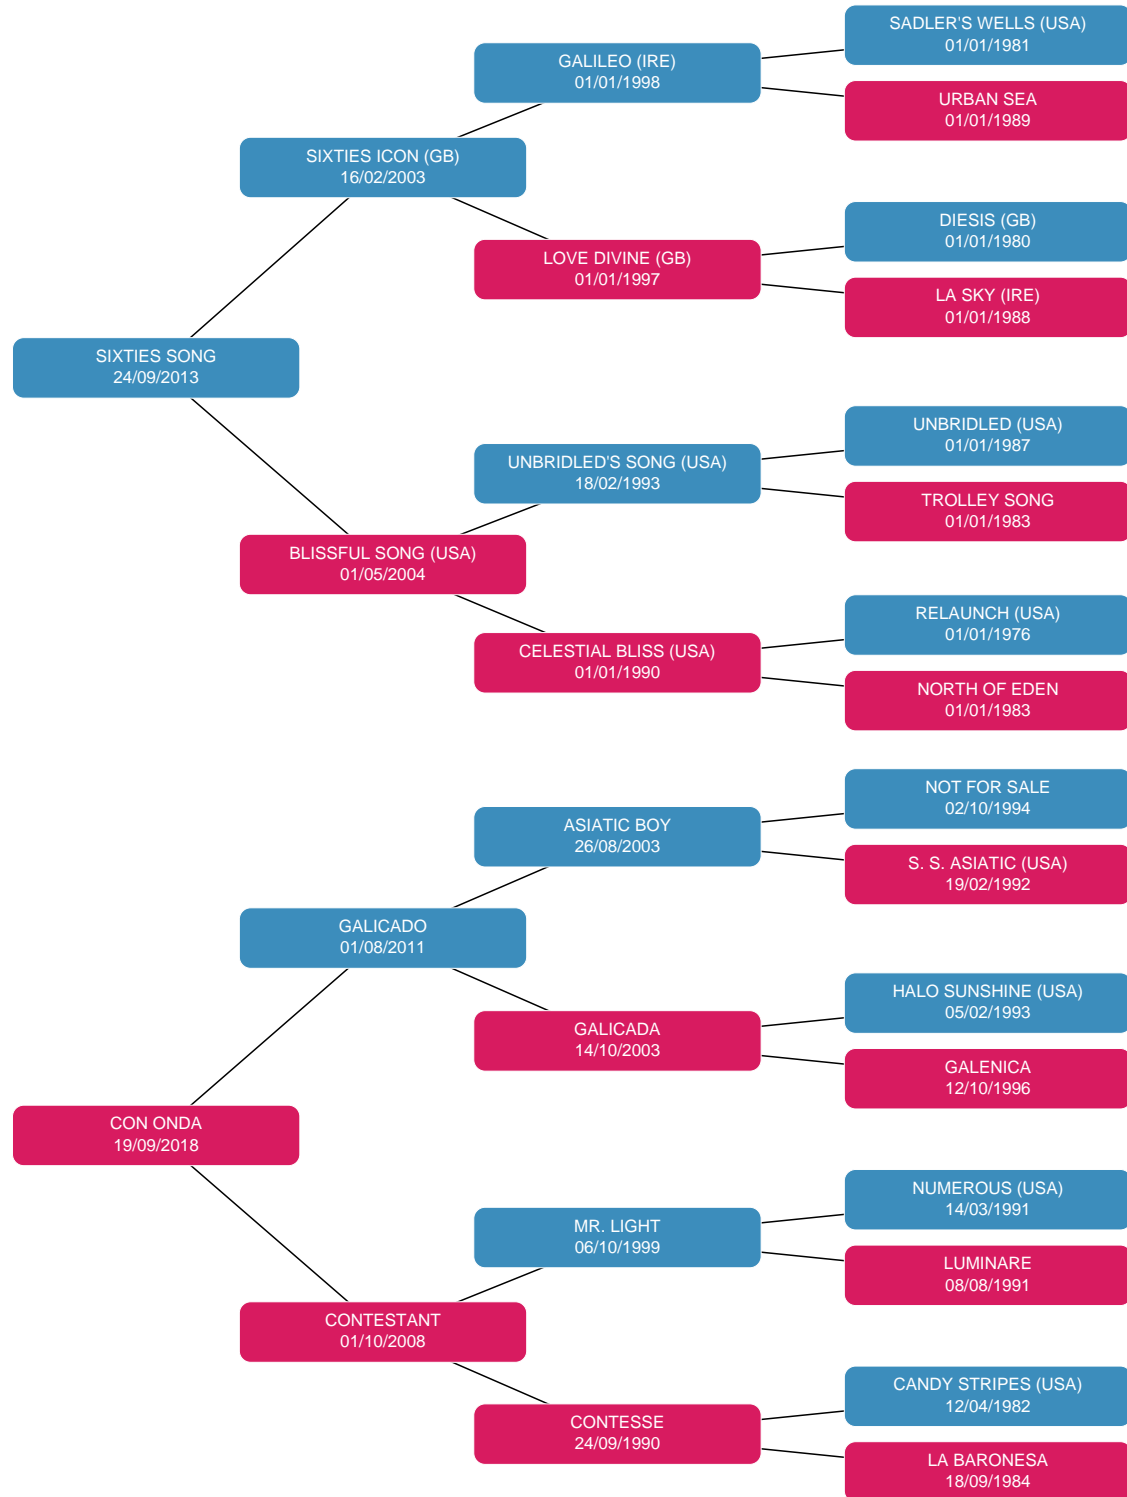 SADLER'S WELLS (USA)
01/01/1981
GALILEO (IRE)
01/01/1998
URBAN SEA
01/01/1989
SIXTIES ICON (GB)
16/02/2003
DIESIS (GB)
01/01/1980
LOVE DIVINE (GB)
01/01/1997
LA SKY (IRE)
01/01/1988
SIXTIES SONG
24/09/2013
UNBRIDLED (USA)
01/01/1987
UNBRIDLED'S SONG (USA)
18/02/1993
TROLLEY SONG
01/01/1983
BLISSFUL SONG (USA)
01/05/2004
RELAUNCH (USA)
01/01/1976
CELESTIAL BLISS (USA)
01/01/1990
NORTH OF EDEN
01/01/1983
NOT FOR SALE
02/10/1994
ASIATIC BOY
26/08/2003
S. S. ASIATIC (USA)
19/02/1992
GALICADO
01/08/2011
HALO SUNSHINE (USA)
05/02/1993
GALICADA
14/10/2003
GALENICA
12/10/1996
CON ONDA
19/09/2018
NUMEROUS (USA)
14/03/1991
MR. LIGHT
06/10/1999
LUMINARE
08/08/1991
CONTESTANT
01/10/2008
CANDY STRIPES (USA)
12/04/1982
CONTESSE
24/09/1990
LA BARONESA
18/09/1984